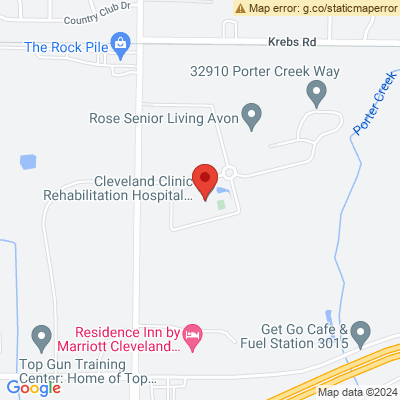 Map error: g.co/staticmaperror
Country Club Dr
Krebs Rd
The Rock Pile
32910 Porter Creek Way
Porter Creek
Rose Senior Living Avon
Cleveland Clinic
Rehabilitation Hospital...
Residence Inn by
Marriott Cleveland...
Get Go Cafe &
Fuel Station 3015
Top Gun Training
Center: Home of Top...
Google
Map data ©2024